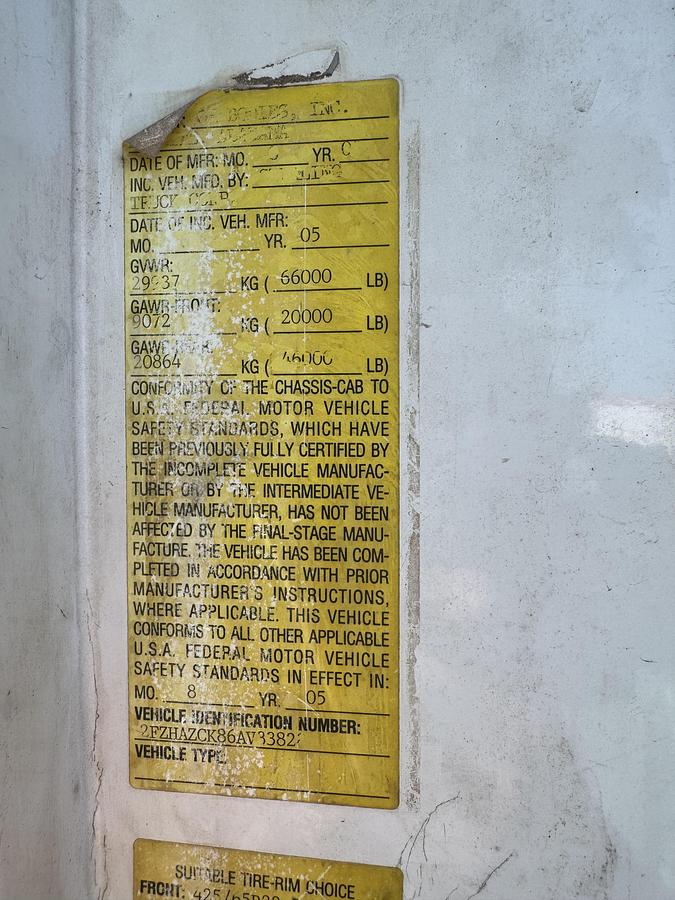 BODIES, INC.
DATE OF MFR: MO. YR.
INC. VEH. MFD. BY:
TRUCK CORP.
DATE OF INC. VEH. MFR:
MO. YR. 05
GVWR:
29937 KG ( 66000 LB)
GAWR-FRONT:
9072 KG ( 20000 LB)
GAWR-REAR:
20864 KG ( 46000 LB)
CONFORMITY OF THE CHASSIS-CAB TO
U.S.A. FEDERAL MOTOR VEHICLE
SAFETY STANDARDS, WHICH HAVE
BEEN PREVIOUSLY FULLY CERTIFIED BY
THE INCOMPLETE VEHICLE MANUFAC-
TURER OR BY THE INTERMEDIATE VE-
HICLE MANUFACTURER, HAS NOT BEEN
AFFECTED BY THE FINAL-STAGE MANU-
FACTURE. THE VEHICLE HAS BEEN COM-
PLETED IN ACCORDANCE WITH PRIOR
MANUFACTURER'S INSTRUCTIONS,
WHERE APPLICABLE. THIS VEHICLE
CONFORMS TO ALL OTHER APPLICABLE
U.S.A. FEDERAL MOTOR VEHICLE
SAFETY STANDARDS IN EFFECT IN:
MO. 8 YR. 05
VEHICLE IDENTIFICATION NUMBER:
VEHICLE TYPE:
SUITABLE TIRE-RIM CHOICE
FRONT: